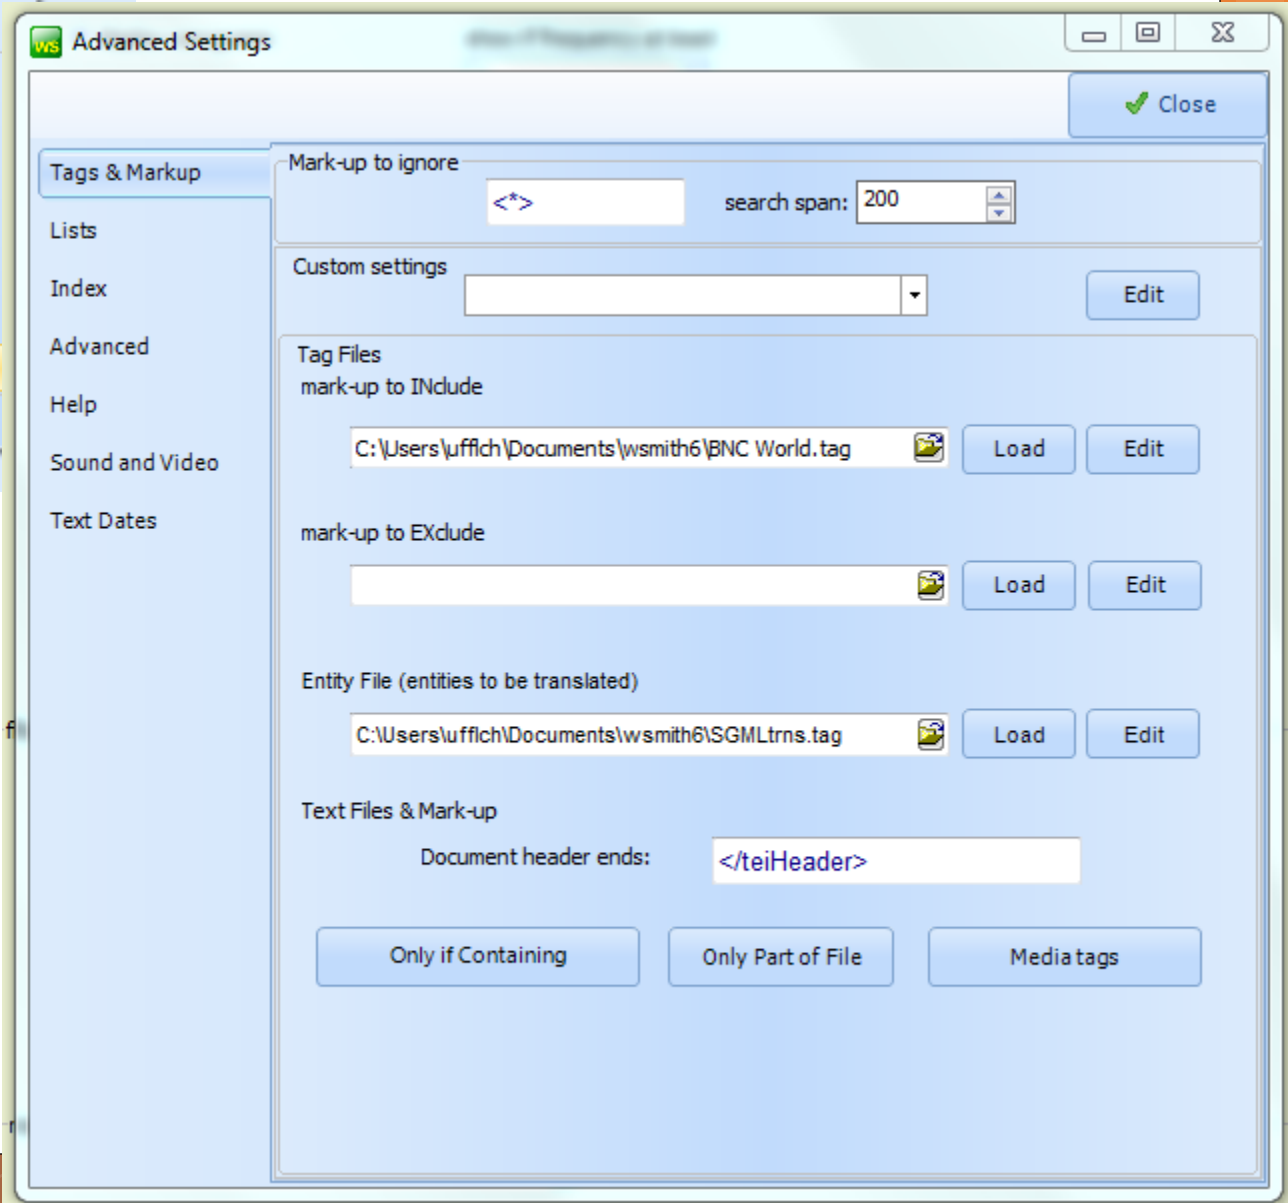 WS Advanced Settings
Close
Tags & Markup
Lists
Index
Advanced
Help
Sound and Video
Text Dates
Mark-up to ignore
<*> search span: 200
Custom settings
Edit
Tag Files
mark-up to INclude
C:\Users\ufflch\Documents\wsmith6\BNC World.tag Load Edit
mark-up to EXclude
Load Edit
Entity File (entities to be translated)
C:\Users\ufflch\Documents\wsmith6\SGMLtrns.tag Load Edit
Text Files & Mark-up
Document header ends: </teiHeader>
Only if Containing Only Part of File Media tags